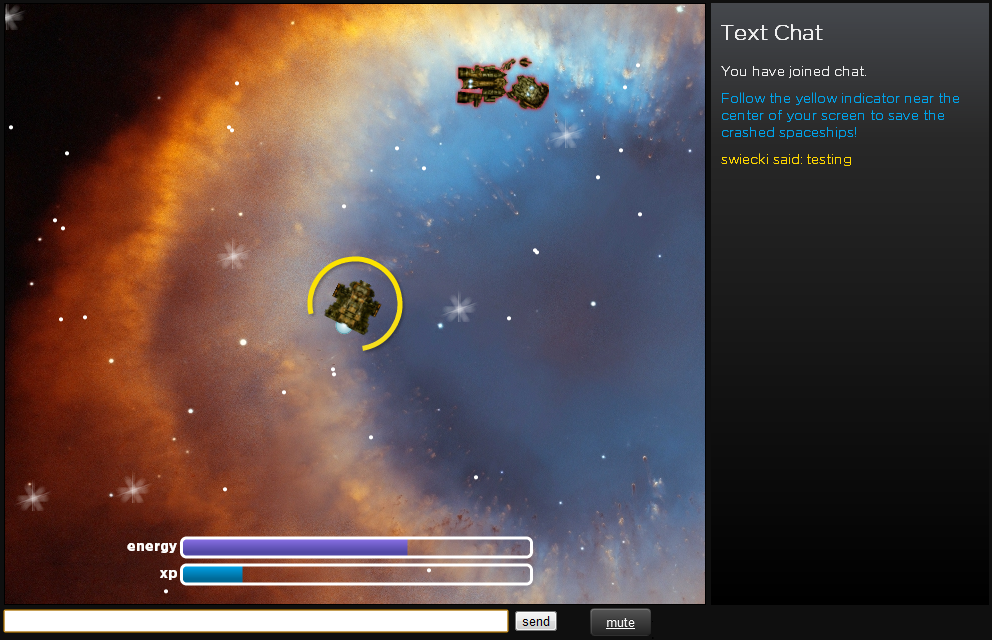 Text Chat
You have joined chat.
Follow the yellow indicator near the
center of your screen to save the
crashed spaceships!
swiecki said: testing
energy
xp
send
mute